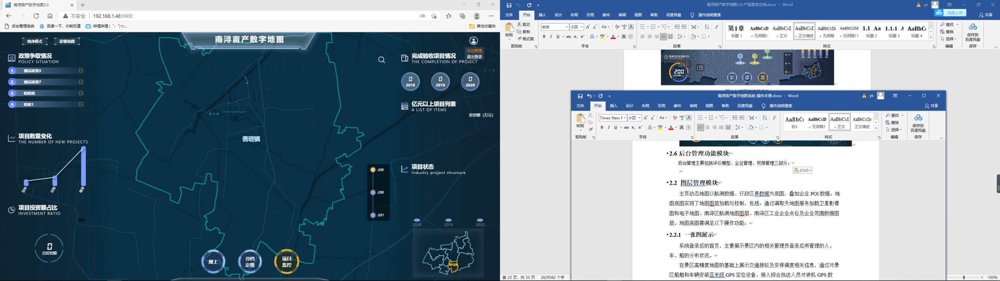 南浔亩产数字地图3.0
不安全 192.168.1.48:9900
后台管理系统 百度一下，你就知道 哔哩哔哩 (゜-゜)つ... 其他收藏夹
纯净模式 影像地图
南浔亩产数字地图
后台管理
退出登录
政策争取情况
POLICY SITUATION
1 测试政策3
2 测试政策7
3 哈哈哈
4 哈哈1
项目数量变化
THE NUMBER OF NEW PROJECTS
双林 旧馆 南浔
项目投资额占比
INVESTMENT RATIO
0
总投资额
善琏镇
China Hubi Museum
善琏镇
练市镇
2019
2018
2017
规上
分档
定级
项目
监控
完成验收项目情况
THE COMPLETION OF PROJECT
0 0 0
2018 2019 2020
亿元以上项目列表
A LIST OF ITEMS
投资额（万元）
项目状态
Industry project structure
2018 2019 2020
南浔亩产数字地图3.0-产品需求文档.docx - Word
yx
文件 开始 插入 设计 布局 引用 邮件 审阅 视图 帮助 百度网盘 操作说明搜索
拖拽上传
共享
粘贴
剪切
复制
格式刷
剪贴板
宋体 小四
字体
段落
第1章 AaBbCcD AaBbCcI AaBbCcI AaBbCcDc AaBbCcDd 1.1 Aa 1.1.1 A AaBbC
标题 1 无间隔1 正文 正文缩进 无间隔 无间隔11 标题 2 标题 3 标题 4
样式
查找
替换
选择
编辑
保存到
百度网盘
保存
200
南浔亩产数字地图系统-操作手册.docx - Word
yx
文件 开始 插入 设计 布局 引用 邮件 审阅 视图 帮助 百度网盘 操作说明搜索
共享
粘贴
剪贴板
Times New F 小四
字体
段落
AaBbCc AaBbCcD AaBbCcI AaBbCcDc
标3 无间隔1 正文 正文缩进
样式
查找
替换
选择
编辑
保存到
百度网盘
保存
2.6 后台管理功能模块
后台管理主要包括评价模型、企业管理、权限管理三部分。
(Ctrl)
2.2 图层管理模块
主页动态地图以航测数据、行政区界数据为底图，叠加企业 POI 数据。地
图底图实现了地图图层加载与控制，包括：通过调取天地图服务加载卫星影像
图和电子地图、南浔区航测地图图层、南浔区工业企业点位及企业范围数据图
层。地图底图需满足以下操作功能：
2.2.1 一张图展示
系统登录后的首页，主要展示景区内的相关管理员登录后所管理的人、
车、船的分布状况。
在景区高精度地图的基础上展示交通接驳及安保调度相关信息，通过对景
区船舶和车辆安装亚米级 GPS 定位设备、接入综合执法人员对讲机 GPS 数
第 23 页，共 33 页 26/9582 个字
100%